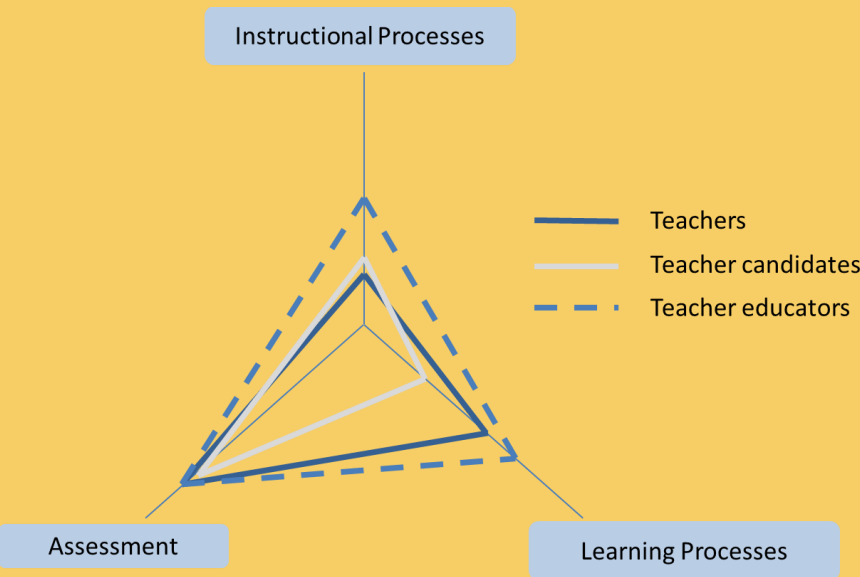 Instructional Processes
Teachers
Teacher candidates
Teacher educators
Assessment
Learning Processes